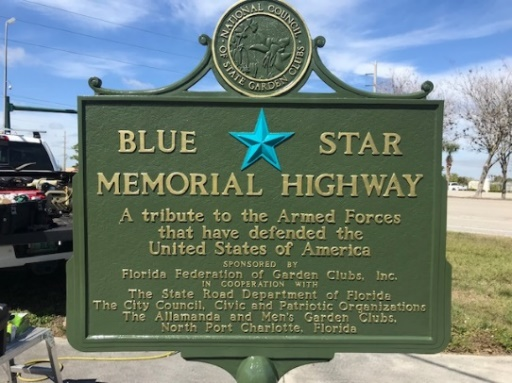 NATIONAL COUNCIL
OF STATE GARDEN CLUBS
BLUE STAR
MEMORIAL HIGHWAY
A tribute to the Armed Forces
that have defended the
United States of America
SPONSORED BY
Florida Federation of Garden Clubs, Inc.
IN COOPERATION WITH
The State Road Department of Florida
The City Council, Civic and Patriotic Organizations
The Allamanda and Men's Garden Clubs.
North Port Charlotte, Florida